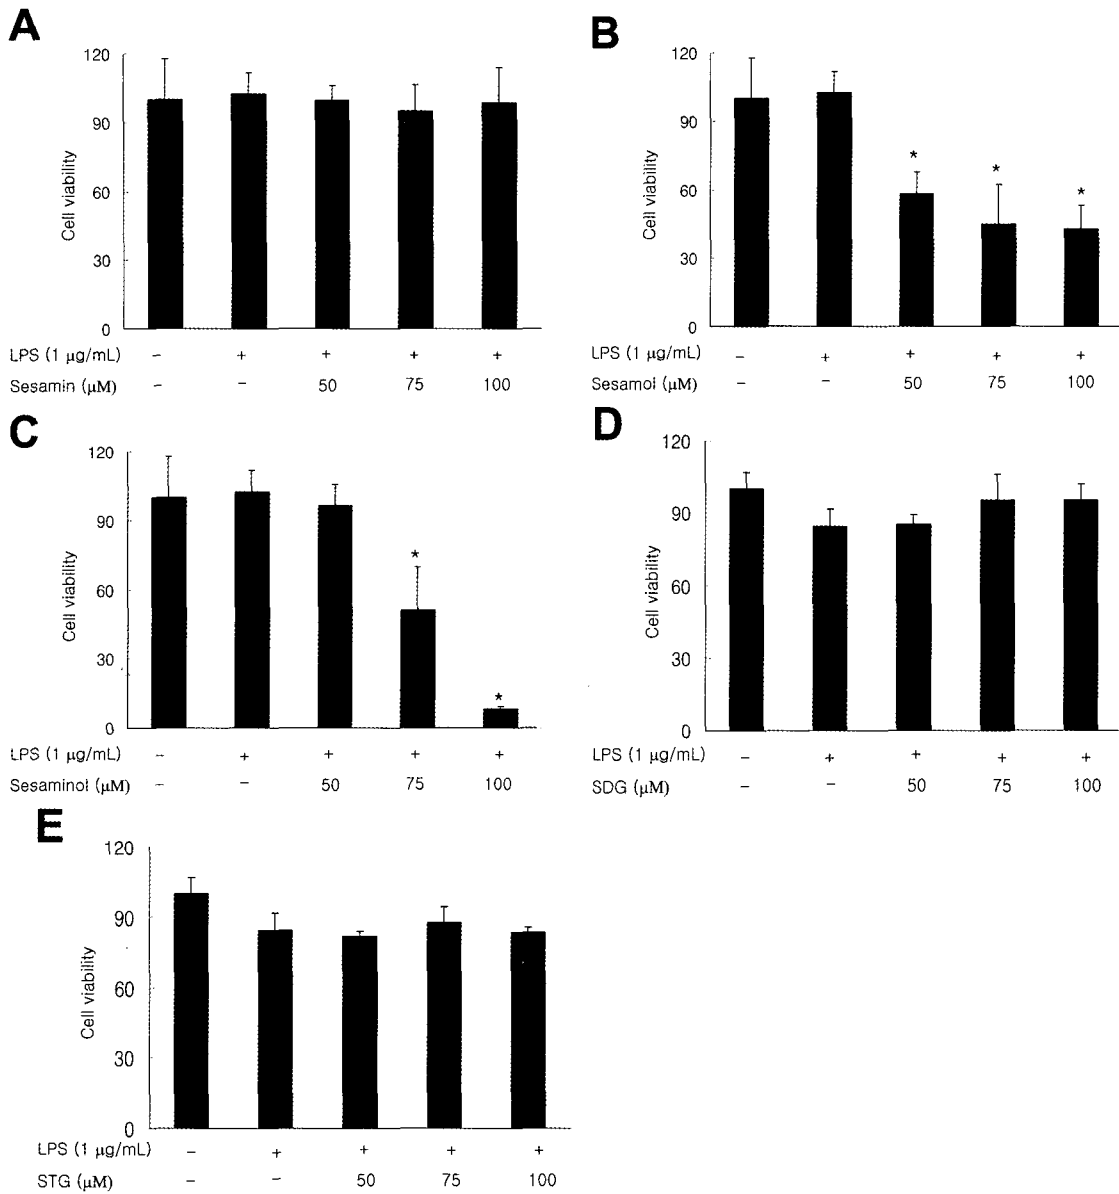 A
120
90
60
30
0
Cell viability
LPS (1 μg/mL) − + + + +
Sesamin (μM) − − 50 75 100
B
120
90
60
30
0
Cell viability
* * *
LPS (1 μg/mL) − + + + +
Sesamol (μM) − − 50 75 100
C
120
90
60
30
0
Cell viability
* *
LPS (1 μg/mL) − + + + +
Sesaminol (μM) − − 50 75 100
D
120
90
60
30
0
Cell viability
LPS (1 μg/mL) − + + + +
SDG (μM) − − 50 75 100
E
120
90
60
30
0
Cell viability
LPS (1 μg/mL) − + + + +
STG (μM) − − 50 75 100